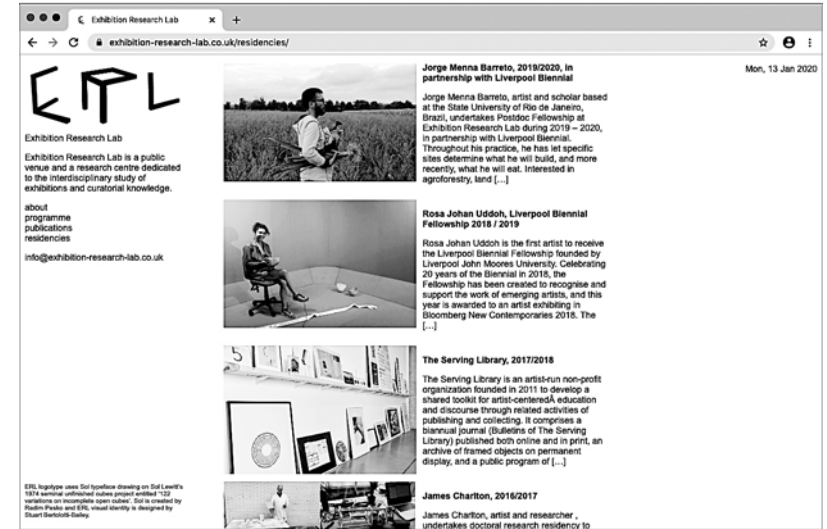 Exhibition Research Lab
exhibition-research-lab.co.uk/residencies/
ERL
Exhibition Research Lab
Exhibition Research Lab is a public
venue and a research centre dedicated
to the interdisciplinary study of
exhibitions and curatorial knowledge.
about
programme
publications
residencies
info@exhibition-research-lab.co.uk
ERL logotype uses Sol typeface drawing on Sol Lewitt's
1974 seminal unfinished cubes project entitled '122
variations on incomplete open cubes'. Sol is created by
Radim Pesko and ERL visual identity is designed by
Stuart Bertolotti-Bailey.
Jorge Menna Barreto, 2019/2020, in
partnership with Liverpool Biennial
Jorge Menna Barreto, artist and scholar based
at the State University of Rio de Janeiro,
Brazil, undertakes Postdoc Fellowship at
Exhibition Research Lab during 2019 – 2020,
in partnership with Liverpool Biennial.
Throughout his practice, he has let specific
sites determine what he will build, and more
recently, what he will eat. Interested in
agroforestry, land […]
Rosa Johan Uddoh, Liverpool Biennial
Fellowship 2018 / 2019
Rosa Johan Uddoh is the first artist to receive
the Liverpool Biennial Fellowship founded by
Liverpool John Moores University. Celebrating
20 years of the Biennial in 2018, the
Fellowship has been created to recognise and
support the work of emerging artists, and this
year is awarded to an artist exhibiting in
Bloomberg New Contemporaries 2018. The
[…]
The Serving Library, 2017/2018
The Serving Library is an artist-run non-profit
organization founded in 2011 to develop a
shared toolkit for artist-centeredÂ education
and discourse through related activities of
publishing and collecting. It comprises a
biannual journal (Bulletins of The Serving
Library) published both online and in print, an
archive of framed objects on permanent
display, and a public program of […]
James Charlton, 2016/2017
James Charlton, artist and researcher ,
undertakes doctoral research residency to
Mon, 13 Jan 2020